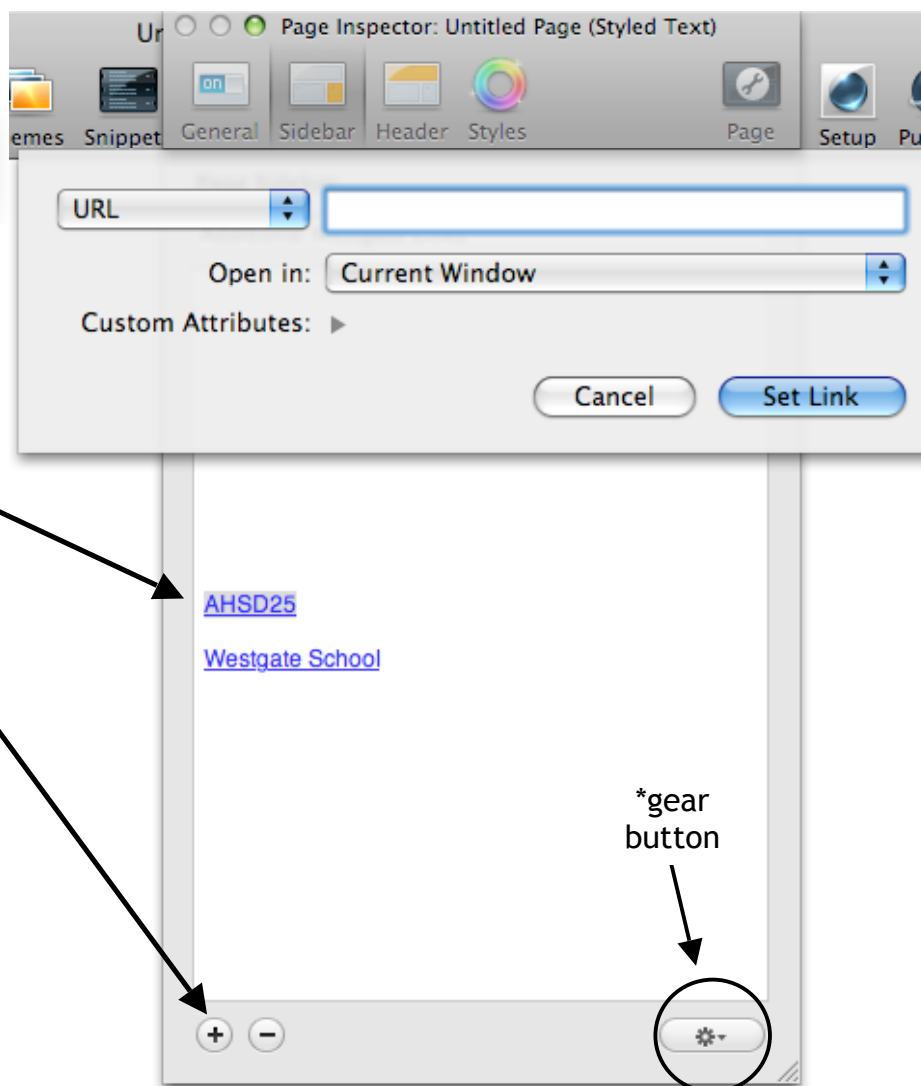 Ur
Page Inspector: Untitled Page (Styled Text)
on
emes Snippet General Sidebar Header Styles Page Setup Pu
URL
Open in: Current Window
Custom Attributes:
Cancel Set Link
AHSD25
Westgate School
*gear
button